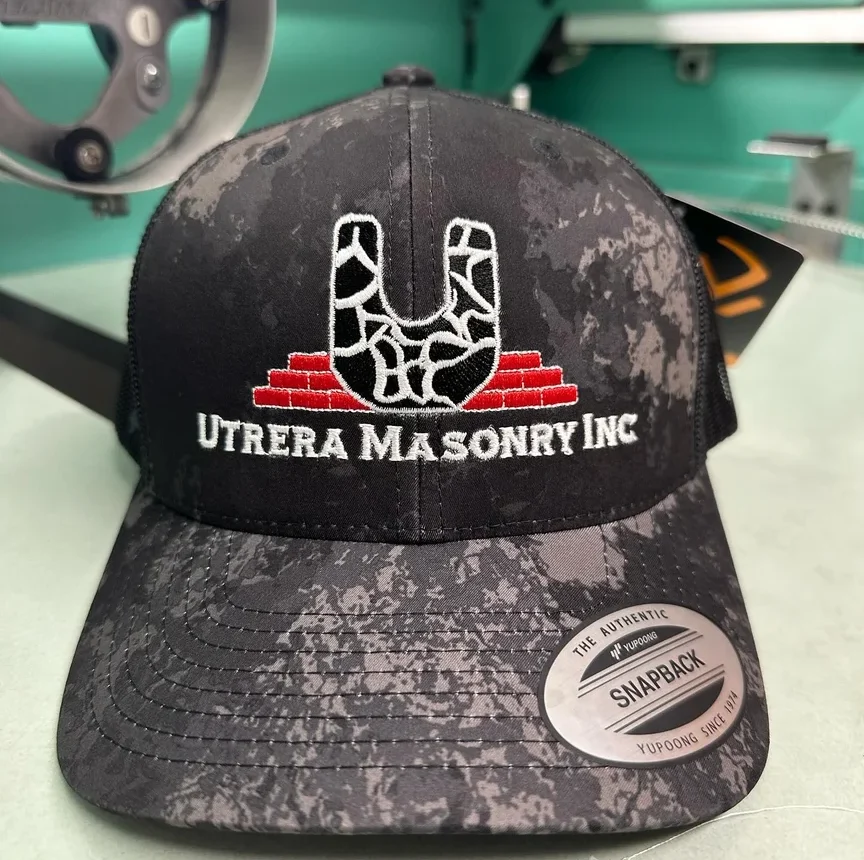 UTRERA MASONRY INC
THE AUTHENTIC
YUPOONG
SNAPBACK
YUPOONG SINCE 1974